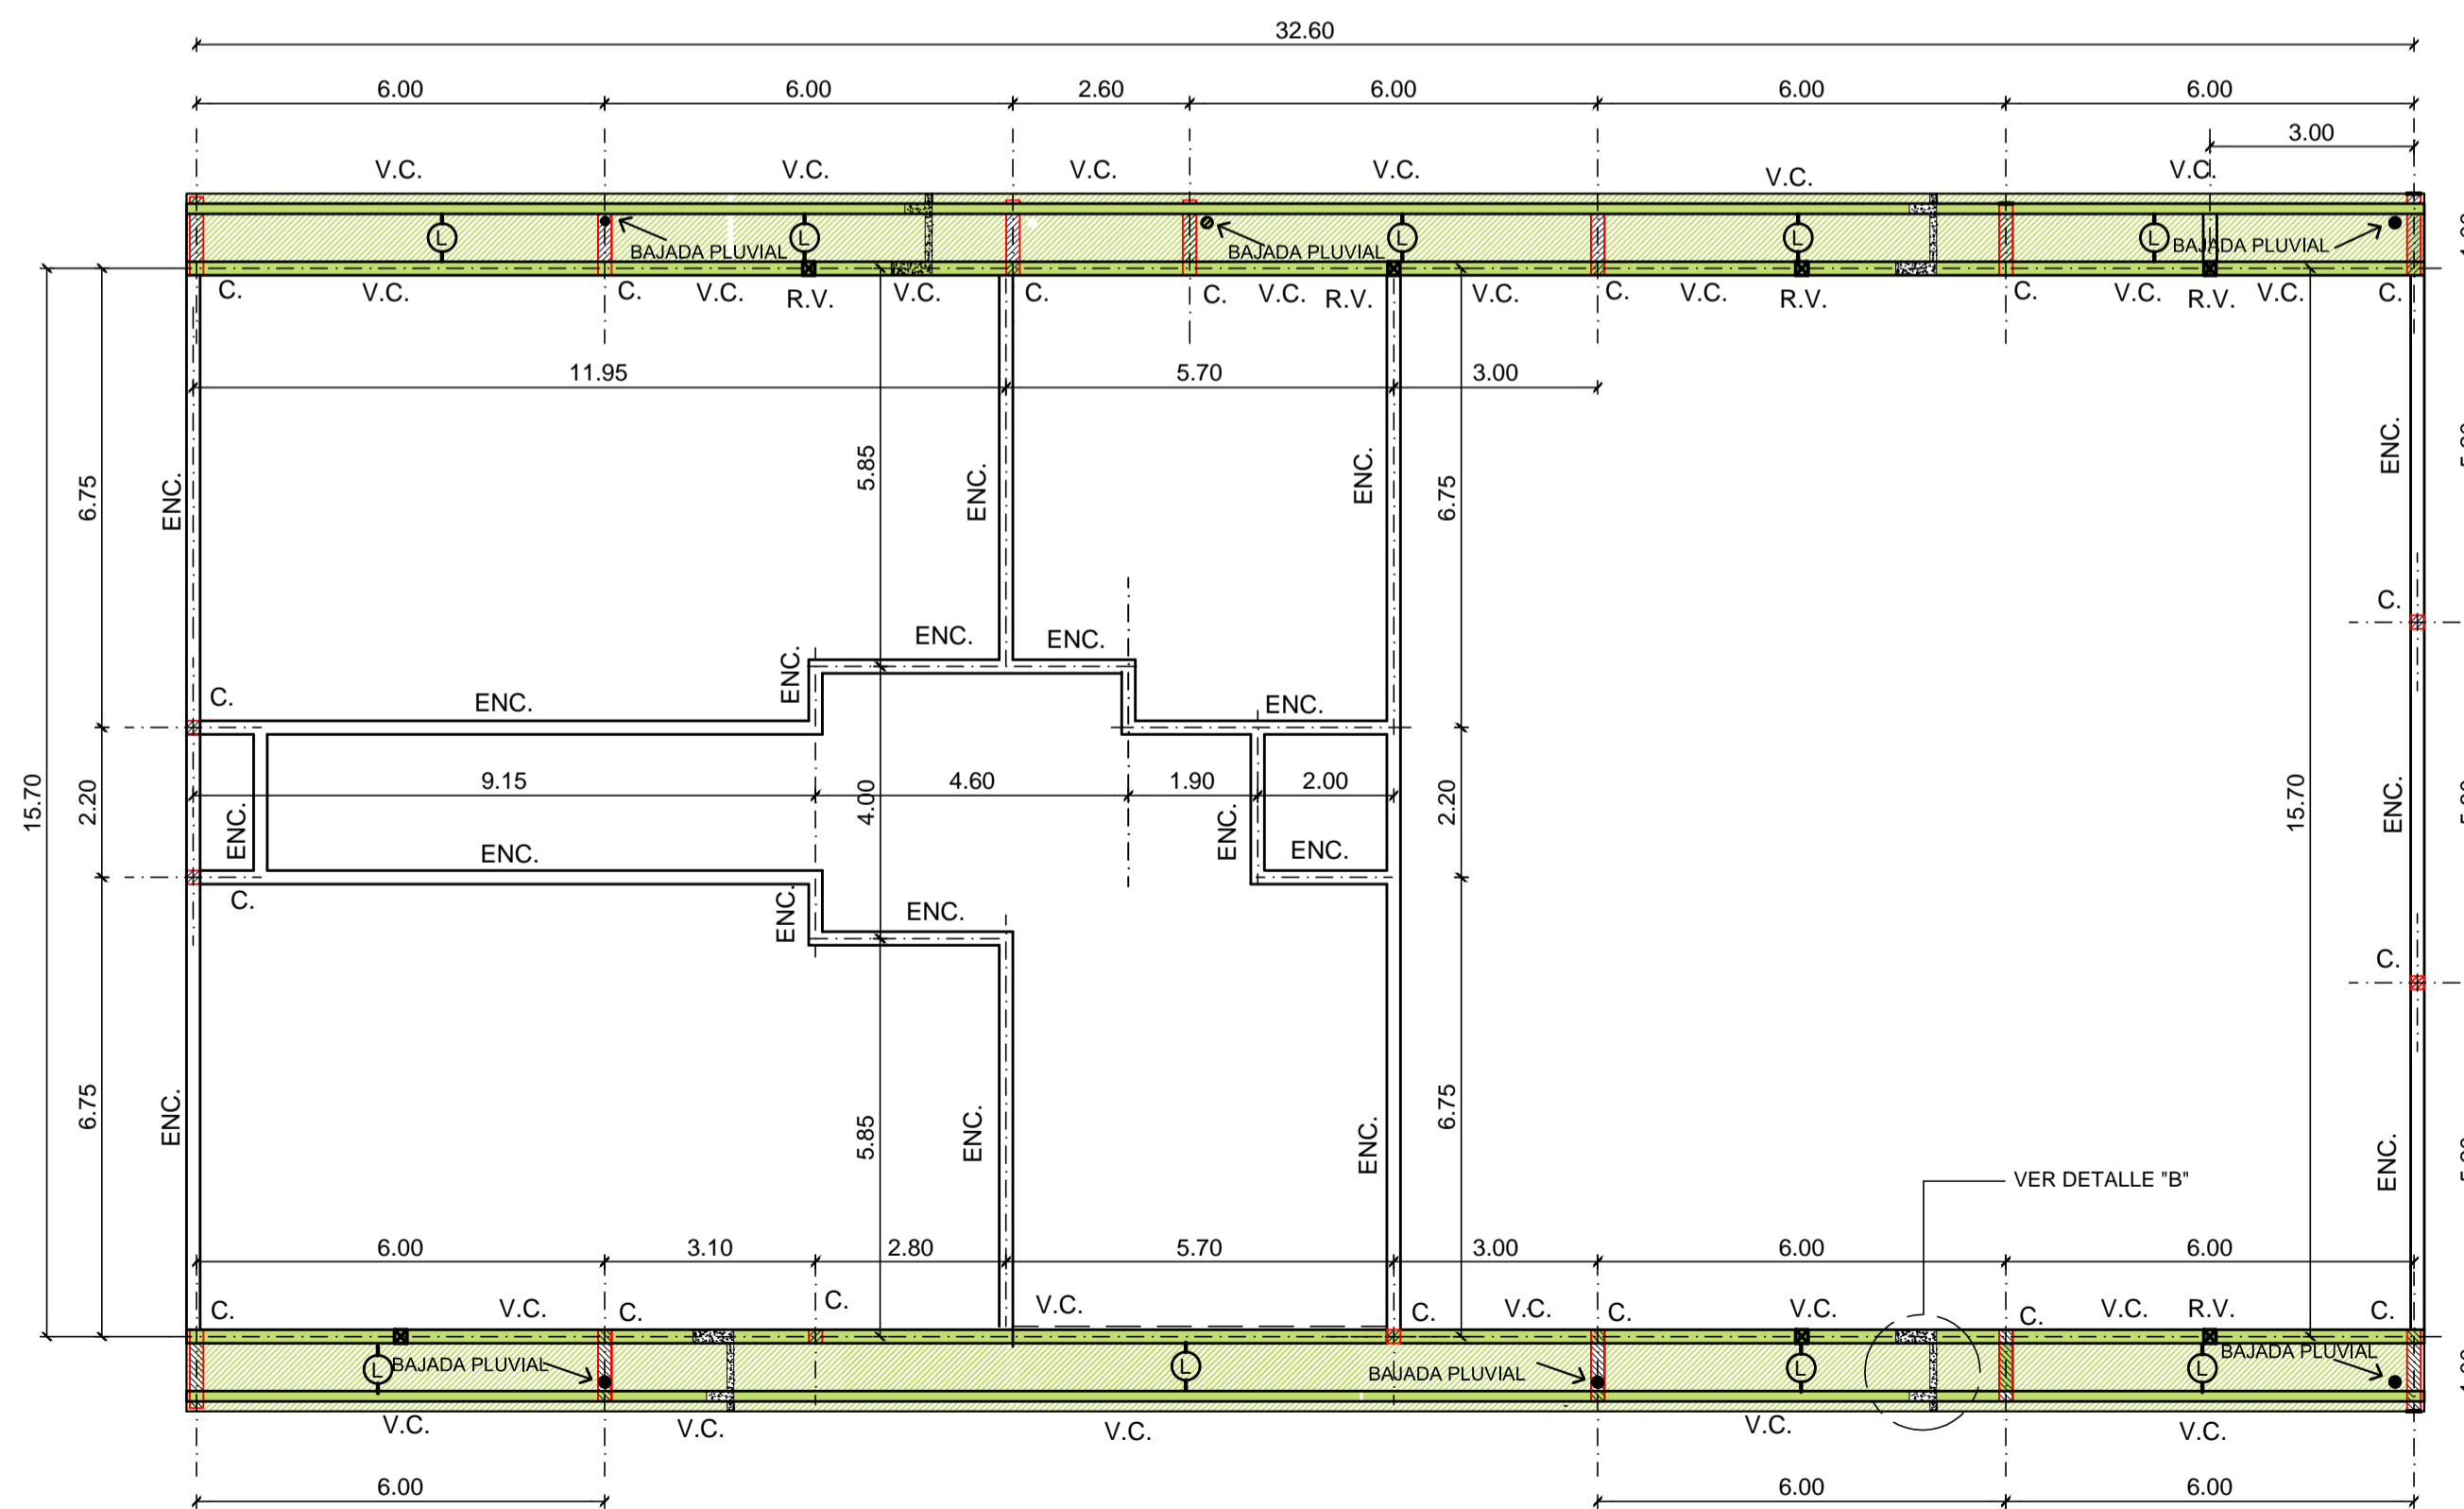 32.60
6.00 6.00 2.60 6.00 6.00 6.00
3.00
V.C. V.C. V.C. V.C. V.C. V.C.
L L L L L
BAJADA PLUVIAL BAJADA PLUVIAL BAJADA PLUVIAL
C. V.C. C. V.C. R.V. V.C. C. C. V.C. R.V. V.C. C. V.C. R.V. C. V.C. R.V. V.C. C.
11.95 5.70 3.00
ENC.
6.75
5.85
ENC.
ENC.
6.75
ENC.
C.
ENC. ENC.
ENC.
C. ENC. ENC.
15.70
2.20
9.15 4.60 1.90 2.00
4.00
2.20
15.70
ENC.
ENC.
ENC.
ENC. ENC.
C.
ENC.
ENC.
C.
6.75
ENC.
5.85
ENC.
ENC.
6.75
ENC.
VER DETALLE "B"
6.00 3.10 2.80 5.70 3.00 6.00 6.00
C. V.C. C. C. V.C. C. V.C. C. V.C. C. V.C. R.V. C.
L BAJADA PLUVIAL L BAJADA PLUVIAL L L BAJADA PLUVIAL
V.C. V.C. V.C. V.C. V.C.
6.00 6.00 6.00